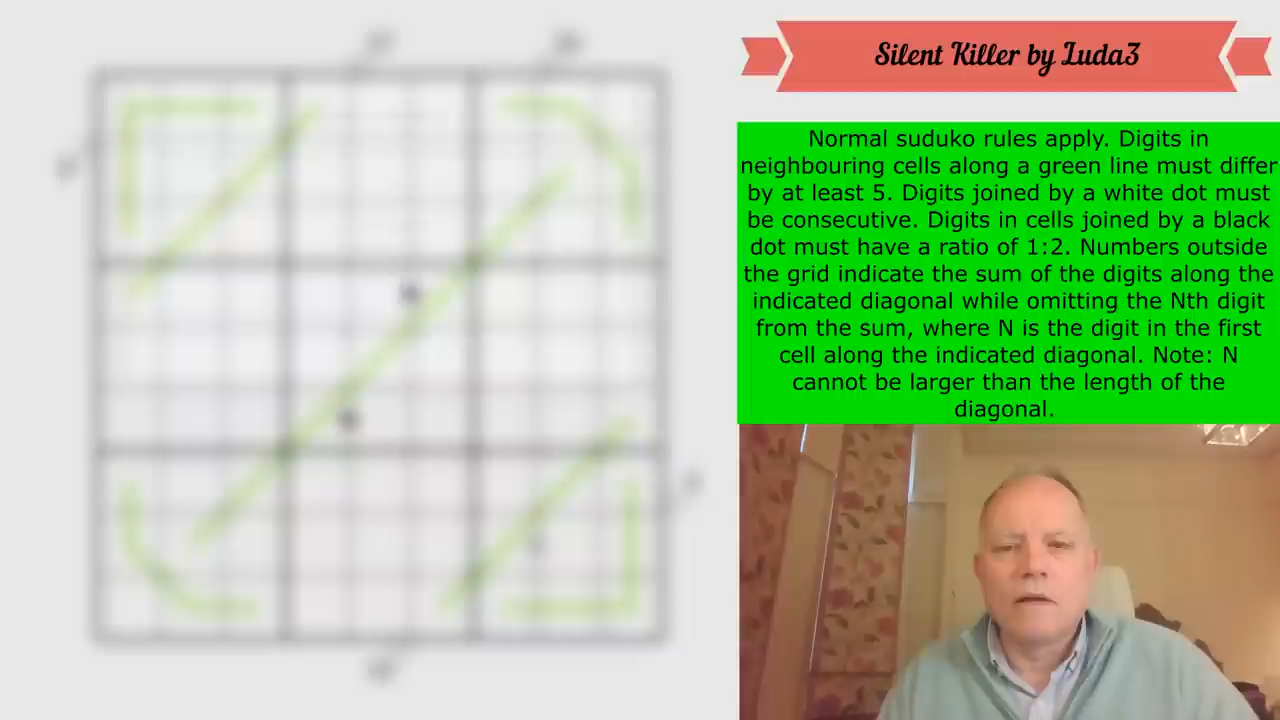 Silent Killer by Luda3
Normal suduko rules apply. Digits in
neighbouring cells along a green line must differ
by at least 5. Digits joined by a white dot must
be consecutive. Digits in cells joined by a black
dot must have a ratio of 1:2. Numbers outside
the grid indicate the sum of the digits along the
indicated diagonal while omitting the Nth digit
from the sum, where N is the digit in the first
cell along the indicated diagonal. Note: N
cannot be larger than the length of the
diagonal.